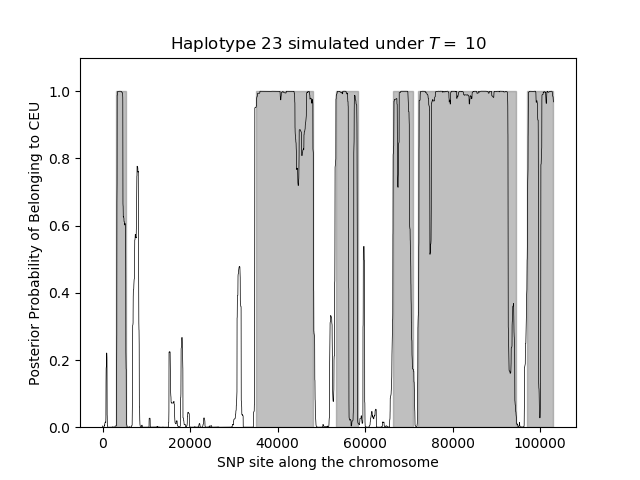 Haplotype 23 simulated under T = 10
Posterior Probability of Belonging to CEU
1.0
0.8
0.6
0.4
0.2
0.0
0 20000 40000 60000 80000 100000
SNP site along the chromosome